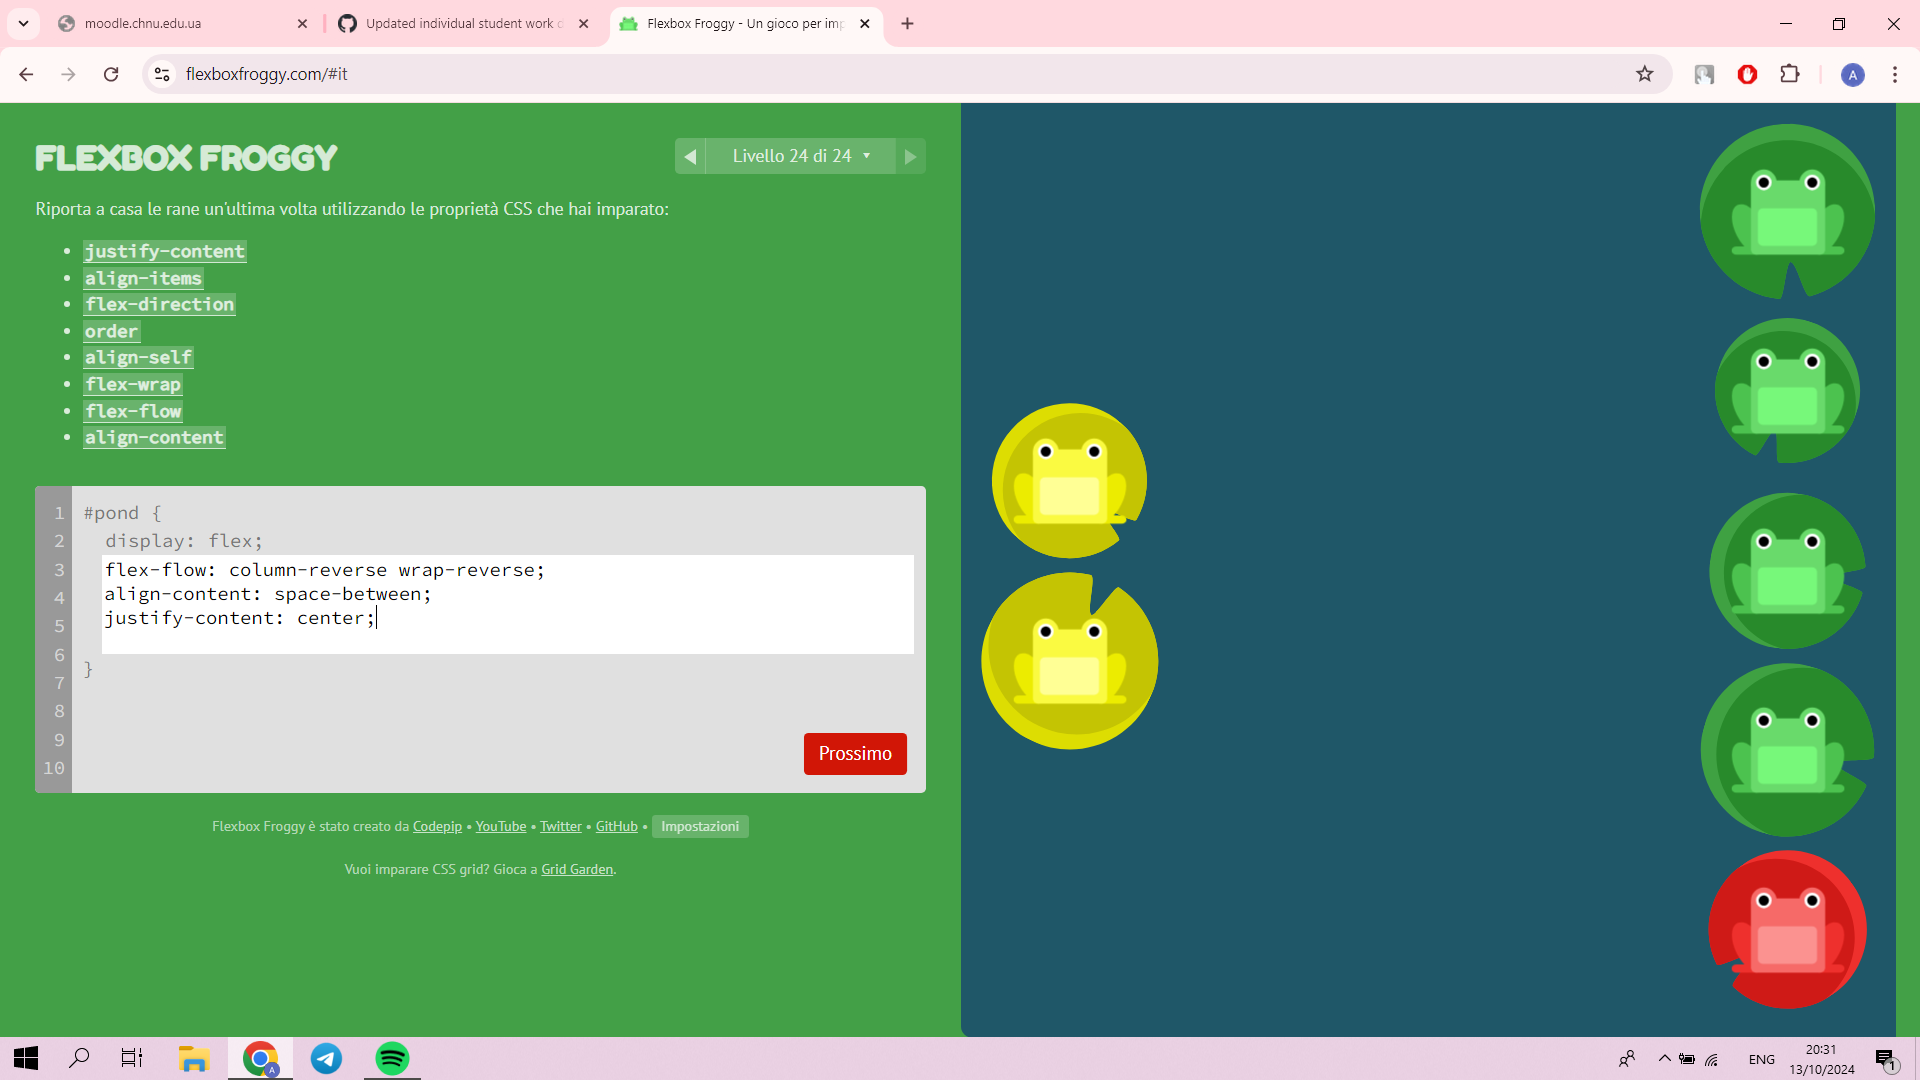 moodle.chnu.edu.ua
Updated individual student work d
Flexbox Froggy - Un gioco per imp
flexboxfroggy.com/#it
A
FLEXBOX FROGGY
Livello 24 di 24
Riporta a casa le rane un'ultima volta utilizzando le proprietà CSS che hai imparato:
justify-content
align-items
flex-direction
order
align-self
flex-wrap
flex-flow
align-content
1 #pond {
2 display: flex;
3 flex-flow: column-reverse wrap-reverse;
4 align-content: space-between;
5 justify-content: center;
6 }
7
8
9
10
Prossimo
Flexbox Froggy è stato creato da Codepip • YouTube • Twitter • GitHub • Impostazioni
Vuoi imparare CSS grid? Gioca a Grid Garden.
A
ENG
20:31
13/10/2024
1